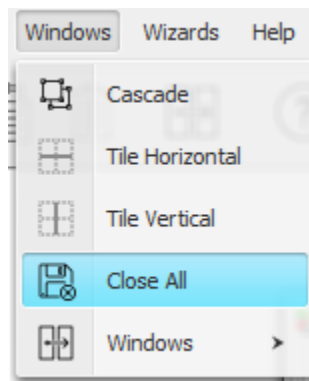 Windows Wizards Help
Cascade
Tile Horizontal
Tile Vertical
Close All
Windows